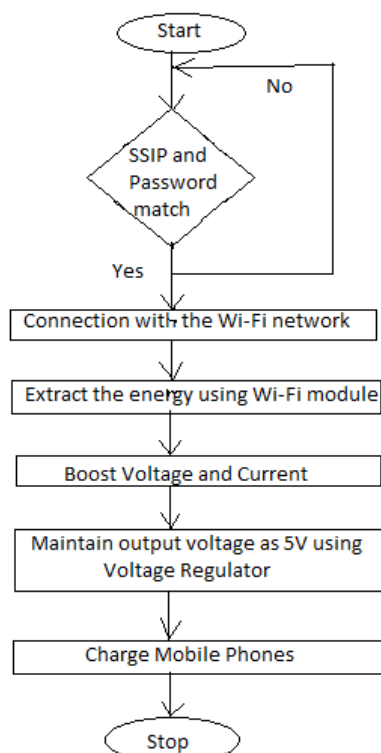 Start
No
SSIP and
Password
match
Yes
Connection with the Wi-Fi network
Extract the energy using Wi-Fi module
Boost Voltage and Current
Maintain output voltage as 5V using
Voltage Regulator
Charge Mobile Phones
Stop